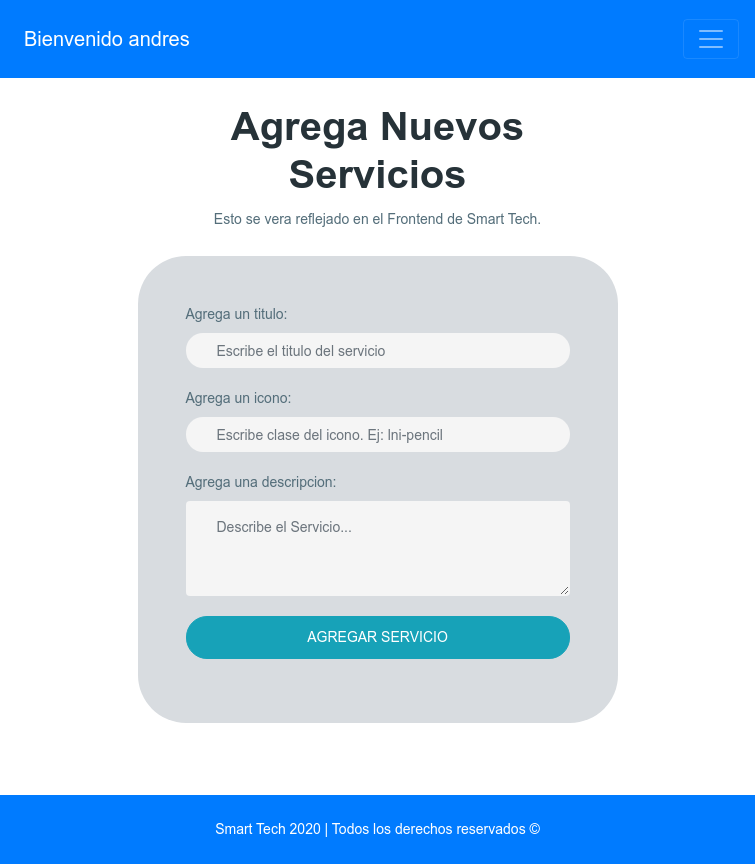 Bienvenido andres
Agrega Nuevos
Servicios
Esto se vera reflejado en el Frontend de Smart Tech.
Agrega un titulo:
Escribe el titulo del servicio
Agrega un icono:
Escribe clase del icono. Ej: lni-pencil
Agrega una descripcion:
Describe el Servicio...
AGREGAR SERVICIO
Smart Tech 2020 | Todos los derechos reservados ©